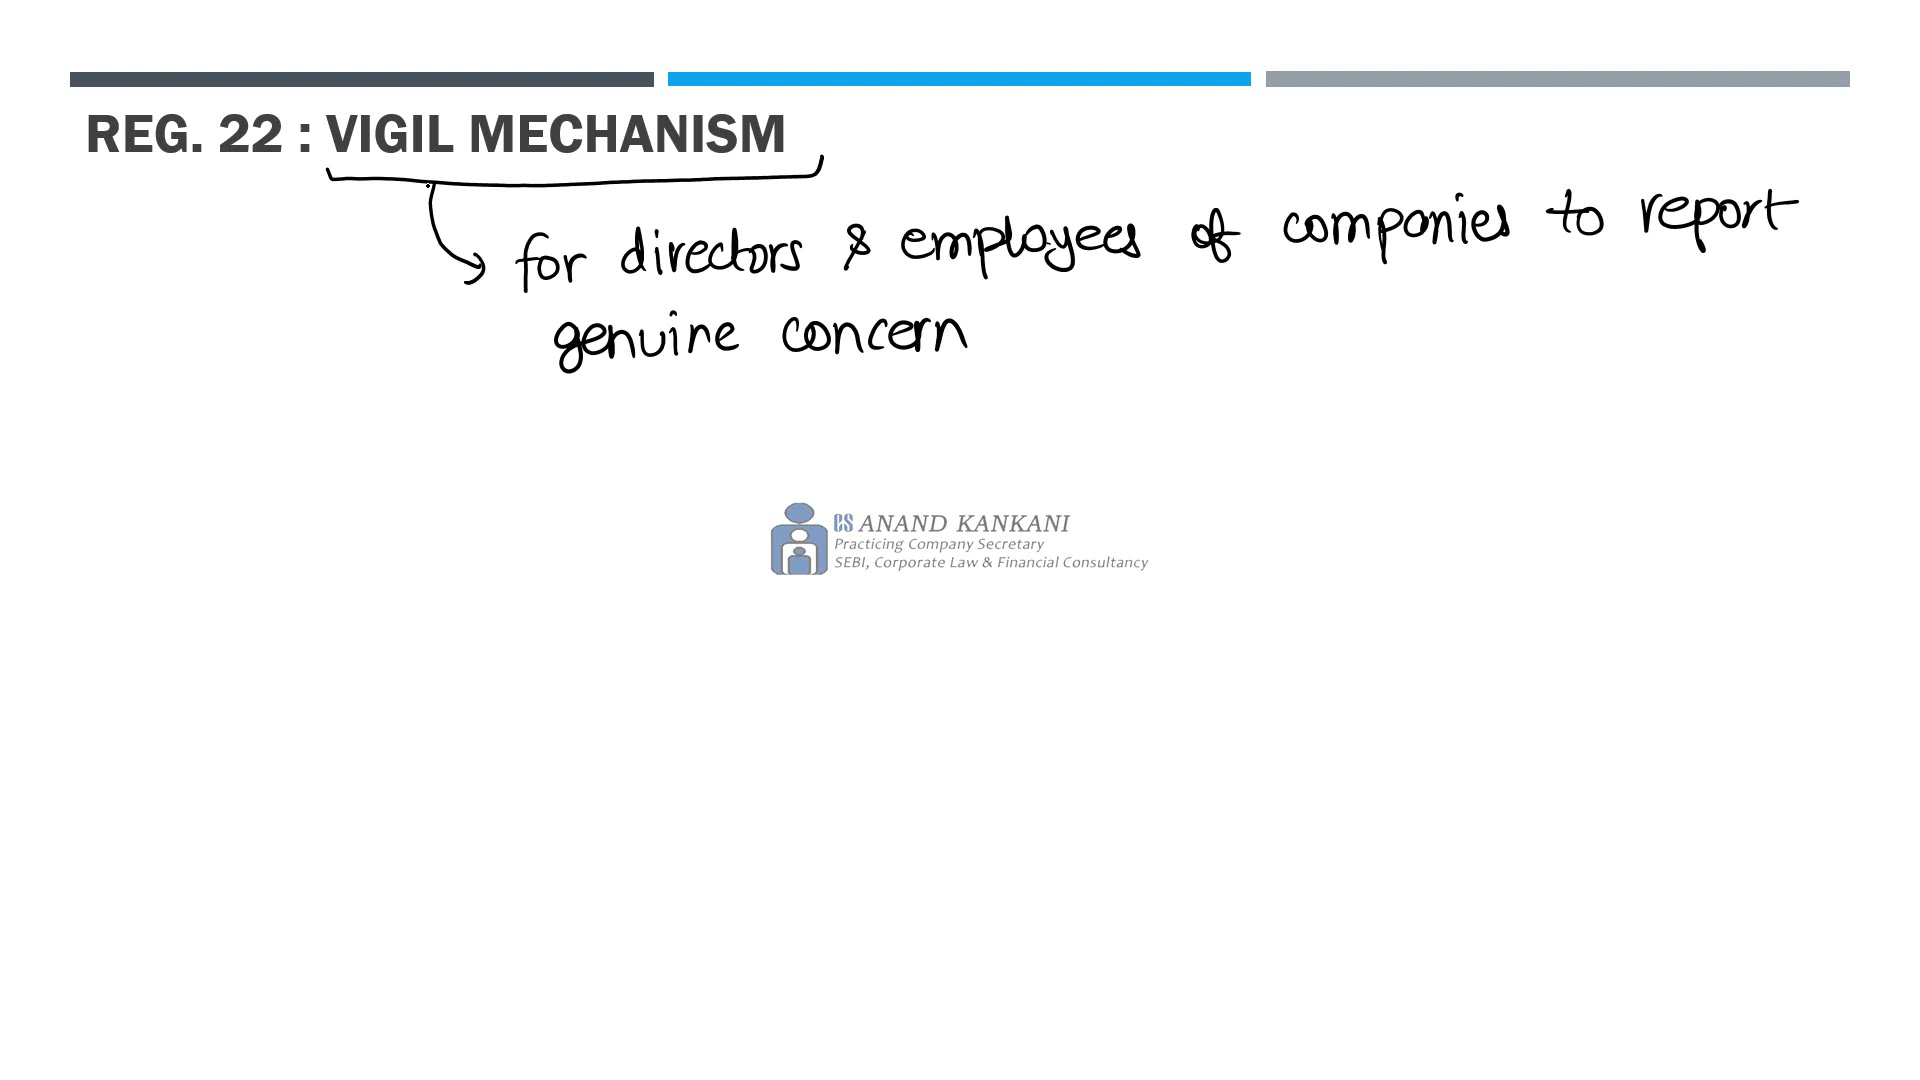 REG. 22 : VIGIL MECHANISM
for directors & employees of companies to report
genuine concern
CS ANAND KANKANI
Practicing Company Secretary
SEBI, Corporate Law & Financial Consultancy